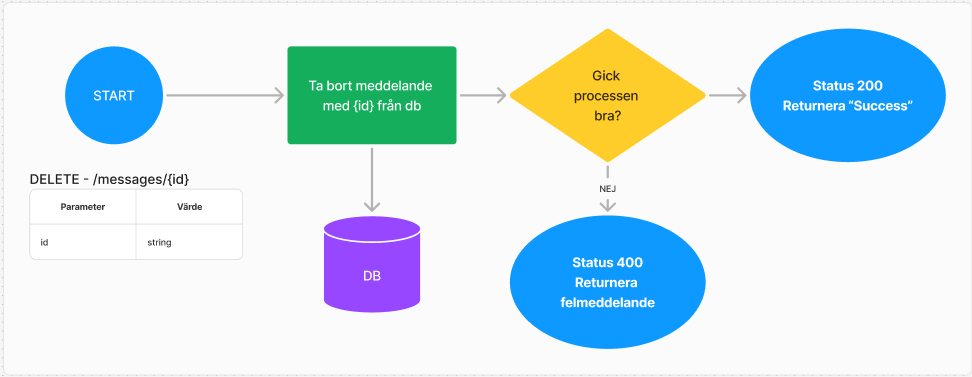 START
Ta bort meddelande
med {id} från db
Gick
processen
bra?
Status 200
Returnera “Success”
DELETE - /messages/{id}
Parameter
Värde
id
string
NEJ
DB
Status 400
Returnera
felmeddelande